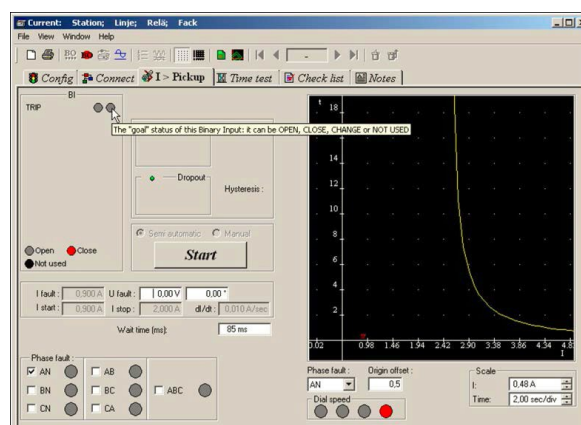 Current: Station; Linje; Relä; Fack
File View Window Help
Config Connect I > Pickup Time test Check list Notes
BI
TRIP
The "goal" status of this Binary Input: it can be OPEN, CLOSE, CHANGE or NOT USED
Dropout
Hysteresis :
Open Close
Not used
Semi automatic Manual
Start
I fault : 0,900 A U fault : 0,00 V 0,00 °
I start : 0,900 A I stop : 2,000 A dI/dt : 0,010 A/sec
Wait time (ms): 85 ms
Phase fault :
AN AB
BN BC ABC
CN CA
t
18
14
12
10
8
6
4
2
0.02 0.98 1.46 1.94 2.42 2.90 3.38 3.86 4.34 4.8
I
Phase fault : Origin offset :
AN 0,5
Dial speed
Scale
I: 0,48 A
Time: 2,00 sec/div